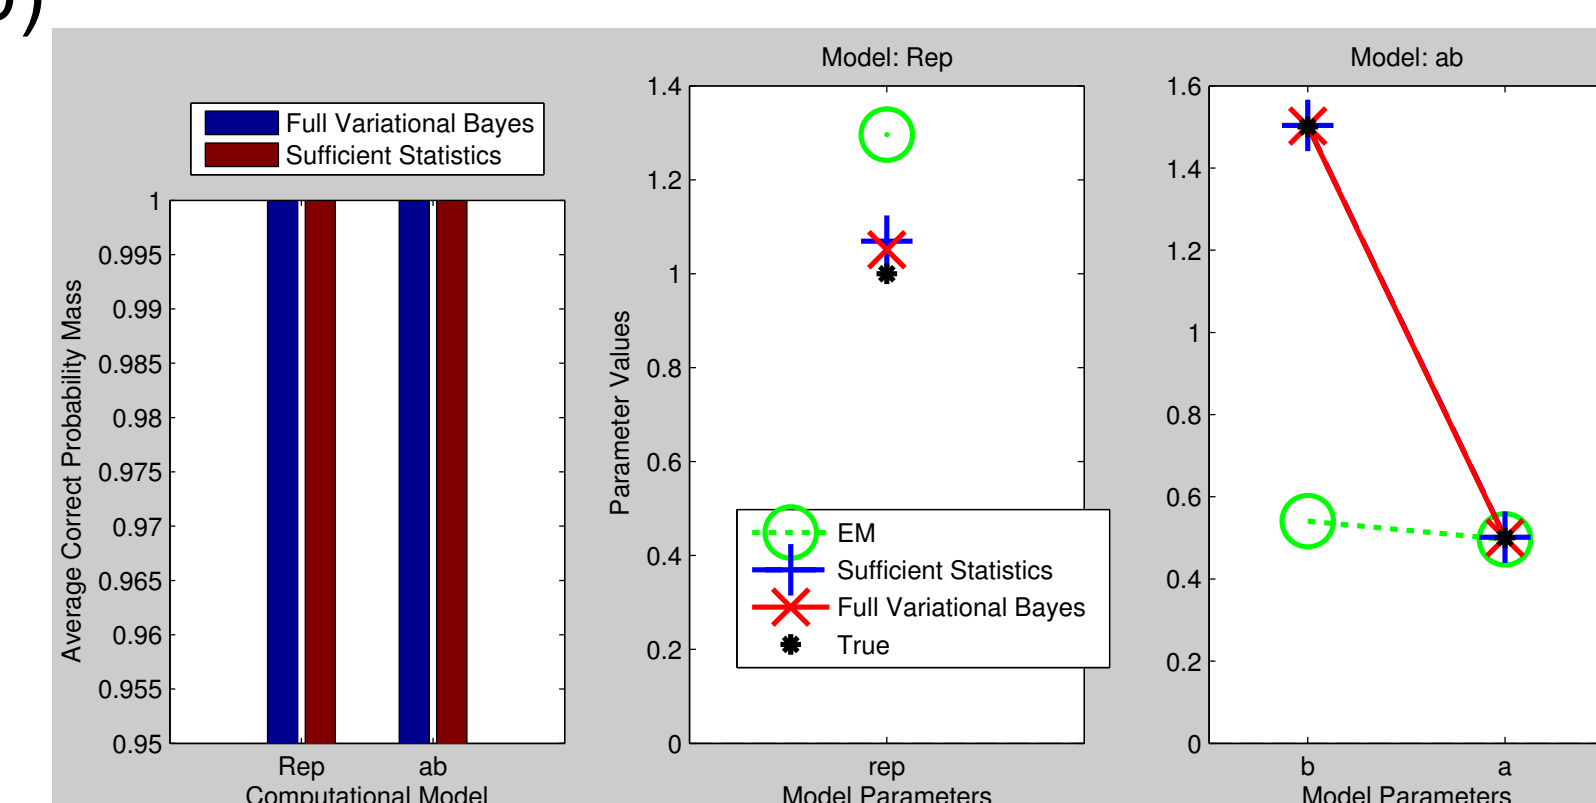 Full Variational Bayes
Sufficient Statistics
1
0.995
0.99
0.985
0.98
0.975
0.97
0.965
0.96
0.955
0.95
Average Correct Probability Mass
Rep ab
Computational Model
Model: Rep
1.4
1.2
1
0.8
0.6
0.4
0.2
0
Parameter Values
EM
Sufficient Statistics
Full Variational Bayes
True
rep
Model Parameters
Model: ab
1.6
1.4
1.2
1
0.8
0.6
0.4
0.2
0
b a
Model Parameters